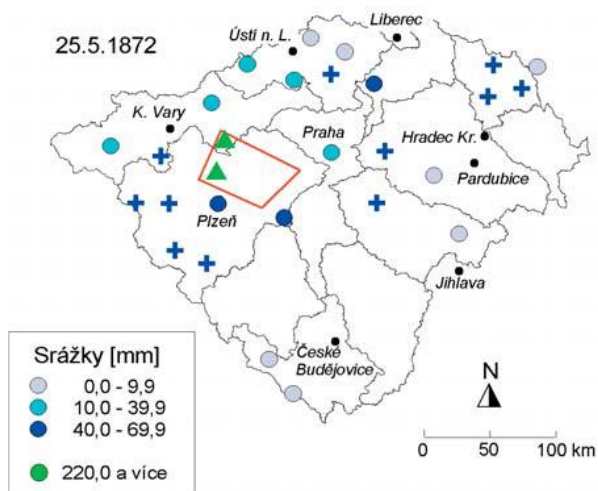 25.5.1872
Ústí n. L.
Liberec
K. Vary
Praha
Hradec Kr.
Pardubice
Plzeň
Jihlava
České
Budějovice
Srážky [mm]
0,0 - 9,9
10,0 - 39,9
40,0 - 69,9
220,0 a více
N
0 50 100 km